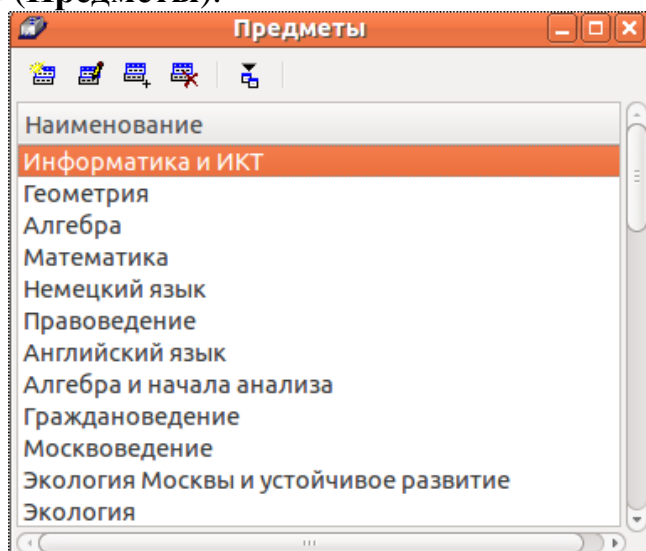 (Предметы).
Предметы
Наименование
Информатика и ИКТ
Геометрия
Алгебра
Математика
Немецкий язык
Правоведение
Английский язык
Алгебра и начала анализа
Граждановедение
Москвоведение
Экология Москвы и устойчивое развитие
Экология